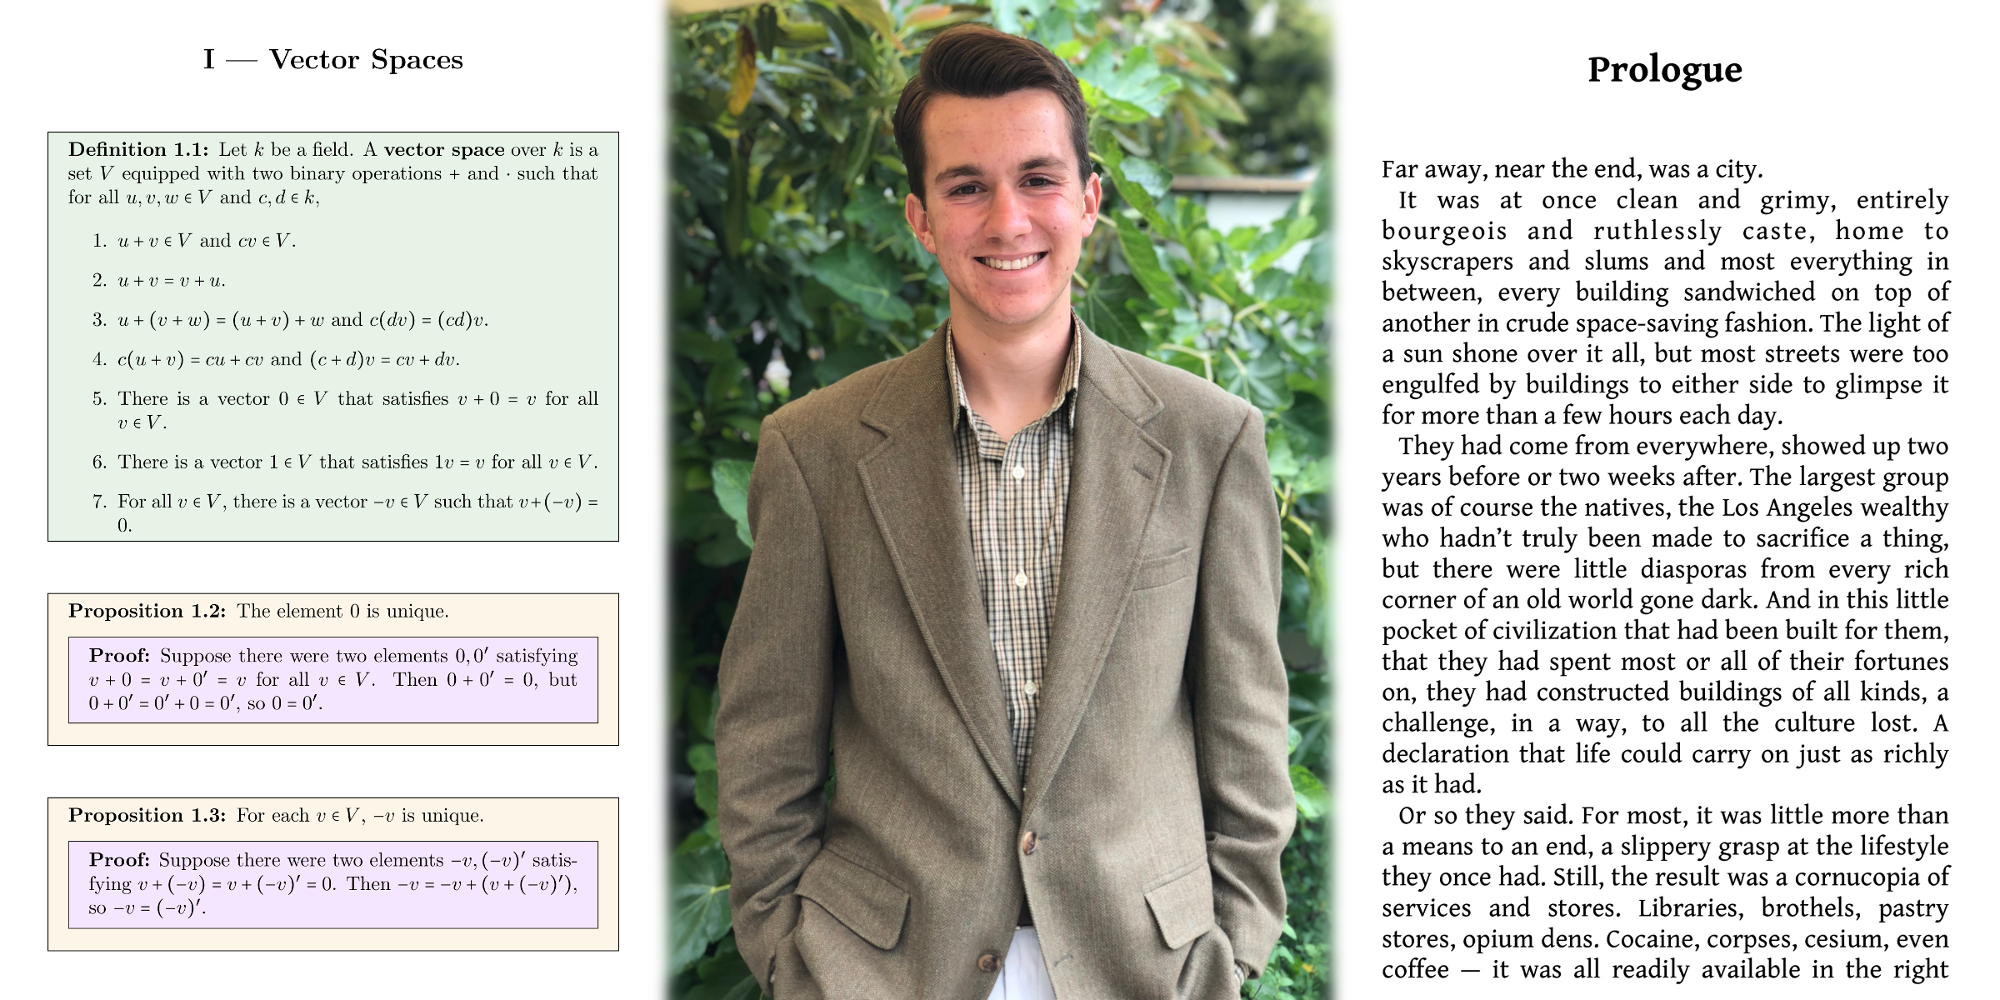 I — Vector Spaces
Definition 1.1: Let k be a field. A vector space over k is a
set V equipped with two binary operations + and · such that
for all u, v, w ∈ V and c, d ∈ k,
1. u + v ∈ V and cv ∈ V.
2. u + v = v + u.
3. u + (v + w) = (u + v) + w and c(dv) = (cd)v.
4. c(u + v) = cu + cv and (c + d)v = cv + dv.
5. There is a vector 0 ∈ V that satisfies v + 0 = v for all
v ∈ V.
6. There is a vector 1 ∈ V that satisfies 1v = v for all v ∈ V.
7. For all v ∈ V, there is a vector −v ∈ V such that v+(−v) =
0.
Proposition 1.2: The element 0 is unique.
Proof: Suppose there were two elements 0, 0′ satisfying
v + 0 = v + 0′ = v for all v ∈ V. Then 0 + 0′ = 0, but
0 + 0′ = 0′ + 0 = 0′, so 0 = 0′.
Proposition 1.3: For each v ∈ V, −v is unique.
Proof: Suppose there were two elements −v, (−v)′ satis-
fying v + (−v) = v + (−v)′ = 0. Then −v = −v + (v + (−v)′),
so −v = (−v)′.
Prologue
Far away, near the end, was a city.
It was at once clean and grimy, entirely
bourgeois and ruthlessly caste, home to
skyscrapers and slums and most everything in
between, every building sandwiched on top of
another in crude space-saving fashion. The light of
a sun shone over it all, but most streets were too
engulfed by buildings to either side to glimpse it
for more than a few hours each day.
They had come from everywhere, showed up two
years before or two weeks after. The largest group
was of course the natives, the Los Angeles wealthy
who hadn’t truly been made to sacrifice a thing,
but there were little diasporas from every rich
corner of an old world gone dark. And in this little
pocket of civilization that had been built for them,
that they had spent most or all of their fortunes
on, they had constructed buildings of all kinds, a
challenge, in a way, to all the culture lost. A
declaration that life could carry on just as richly
as it had.
Or so they said. For most, it was little more than
a means to an end, a slippery grasp at the lifestyle
they once had. Still, the result was a cornucopia of
services and stores. Libraries, brothels, pastry
stores, opium dens. Cocaine, corpses, cesium, even
coffee — it was all readily available in the right